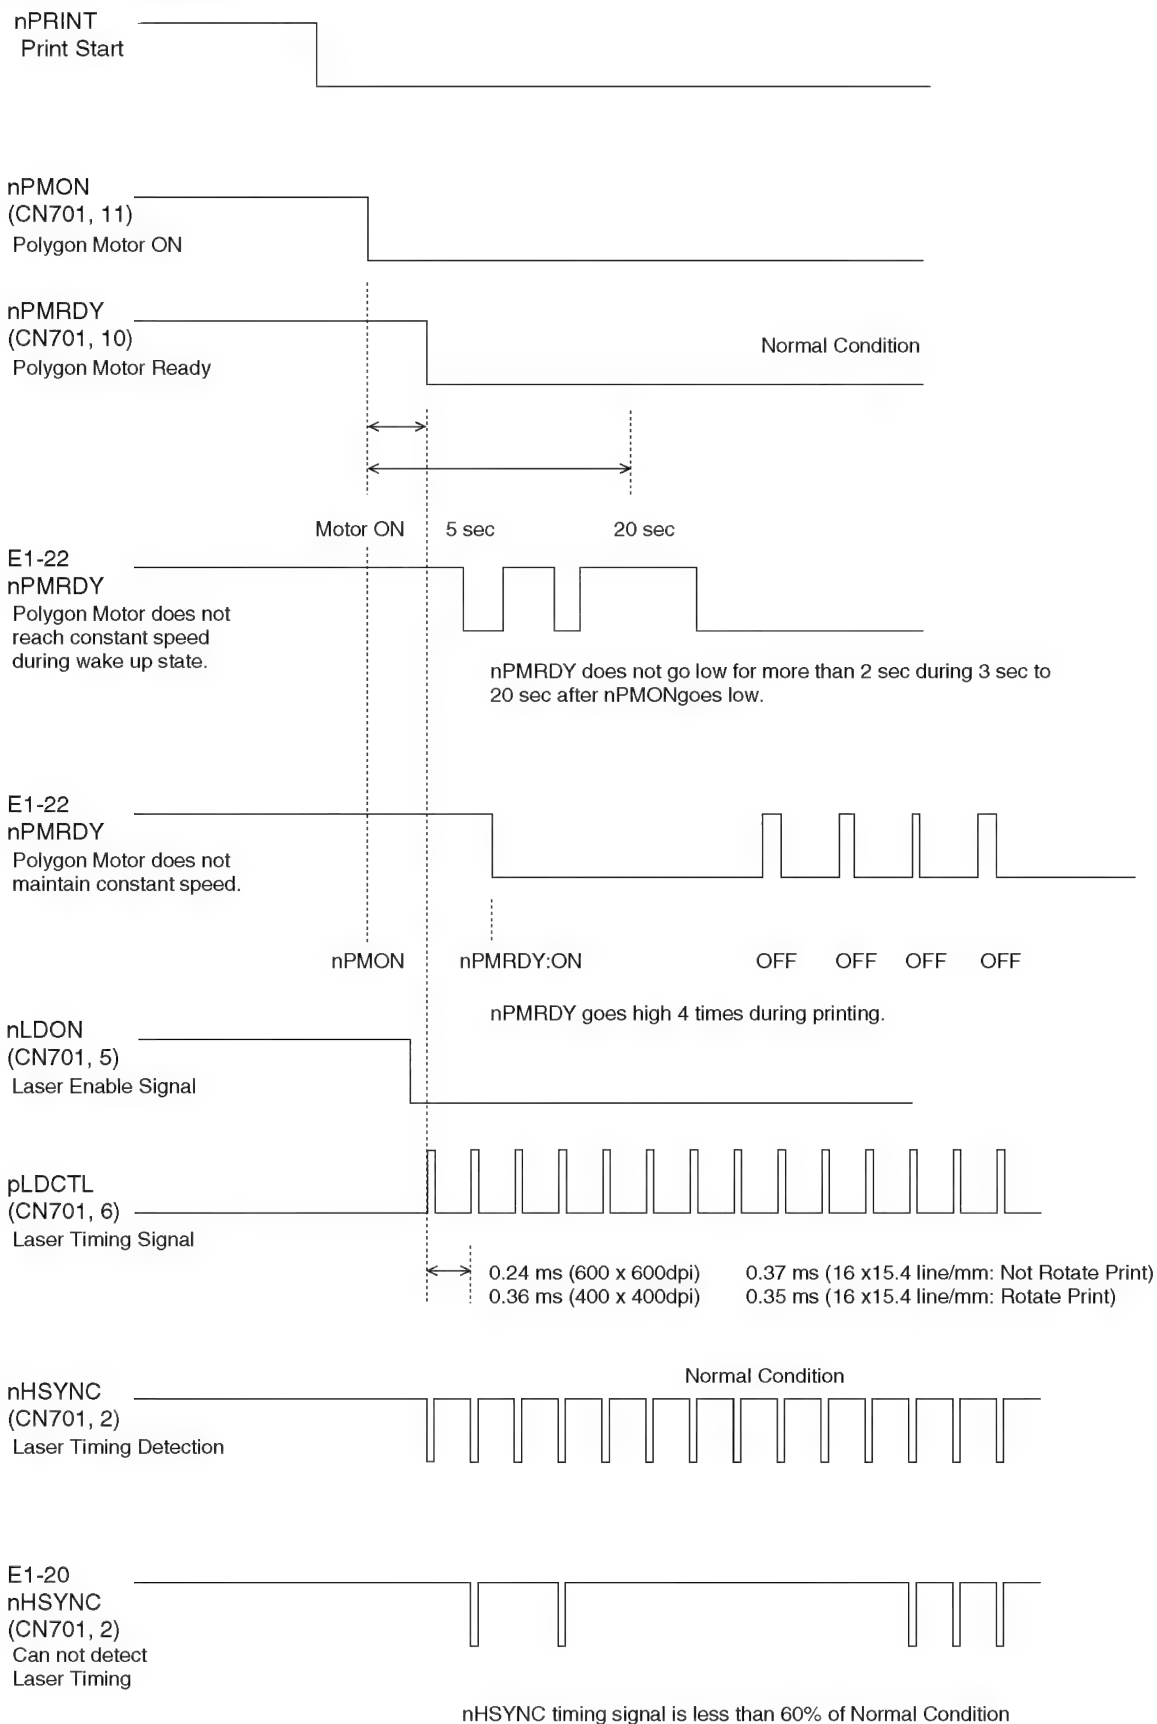 nPRINT
Print Start
nPMON
(CN701, 11)
Polygon Motor ON
nPMRDY
(CN701, 10)
Polygon Motor Ready
Normal Condition
Motor ON 5 sec 20 sec
E1-22
nPMRDY
Polygon Motor does not
reach constant speed
during wake up state.
nPMRDY does not go low for more than 2 sec during 3 sec to
20 sec after nPMONgoes low.
E1-22
nPMRDY
Polygon Motor does not
maintain constant speed.
nPMON nPMRDY:ON OFF OFF OFF OFF
nPMRDY goes high 4 times during printing.
nLDON
(CN701, 5)
Laser Enable Signal
pLDCTL
(CN701, 6)
Laser Timing Signal
0.24 ms (600 x 600dpi) 0.37 ms (16 x15.4 line/mm: Not Rotate Print)
0.36 ms (400 x 400dpi) 0.35 ms (16 x15.4 line/mm: Rotate Print)
Normal Condition
nHSYNC
(CN701, 2)
Laser Timing Detection
E1-20
nHSYNC
(CN701, 2)
Can not detect
Laser Timing
nHSYNC timing signal is less than 60% of Normal Condition